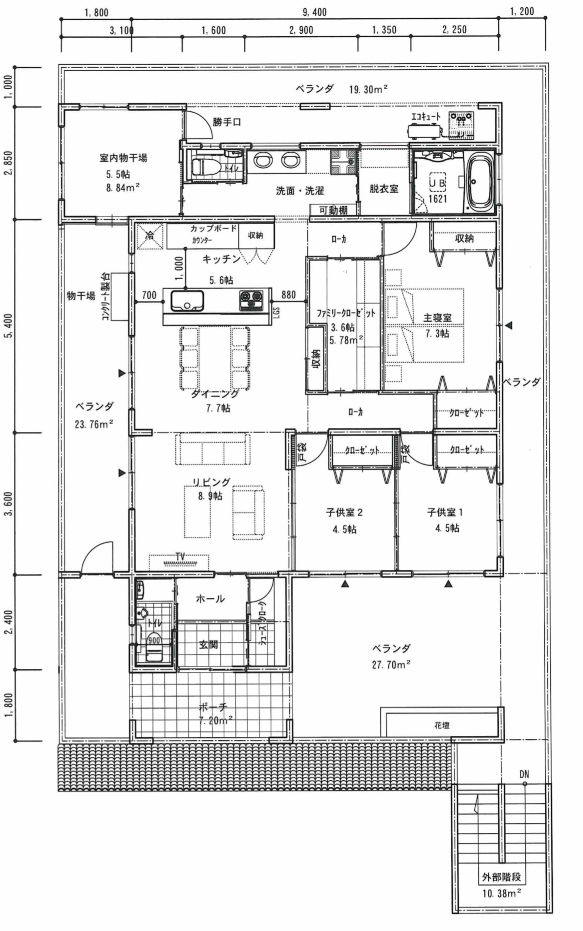 1,800
9,400
1,200
3,100
1,600
2,900
1,350
2,250
1,000
ベランダ 19.30m²
エコキュート
勝手口
2,850
室内物干場
5.5帖
8.84m²
トイレ
洗面・洗濯
可動棚
脱衣室
UB
1621
冷
カップボード
カウンター
収納
キッチン
5.6帖
1,000
700
880
LGS
ローカ
収納
ファミリークローゼット
3.6帖
5.78m²
収納
主寝室
7.3帖
物干場
コンクリート製台
5,400
ダイニング
7.7帖
ベランダ
ベランダ
23.76m²
ローカ
クローゼット
戸袋
クローゼット
戸袋
クローゼット
リビング
8.9帖
3,600
子供室2
4.5帖
子供室1
4.5帖
TV
ホール
シューズクローク
トイレ
900
玄関
2,400
ベランダ
27.70m²
1,800
ポーチ
7.20m²
花壇
DN
外部階段
10.38m²